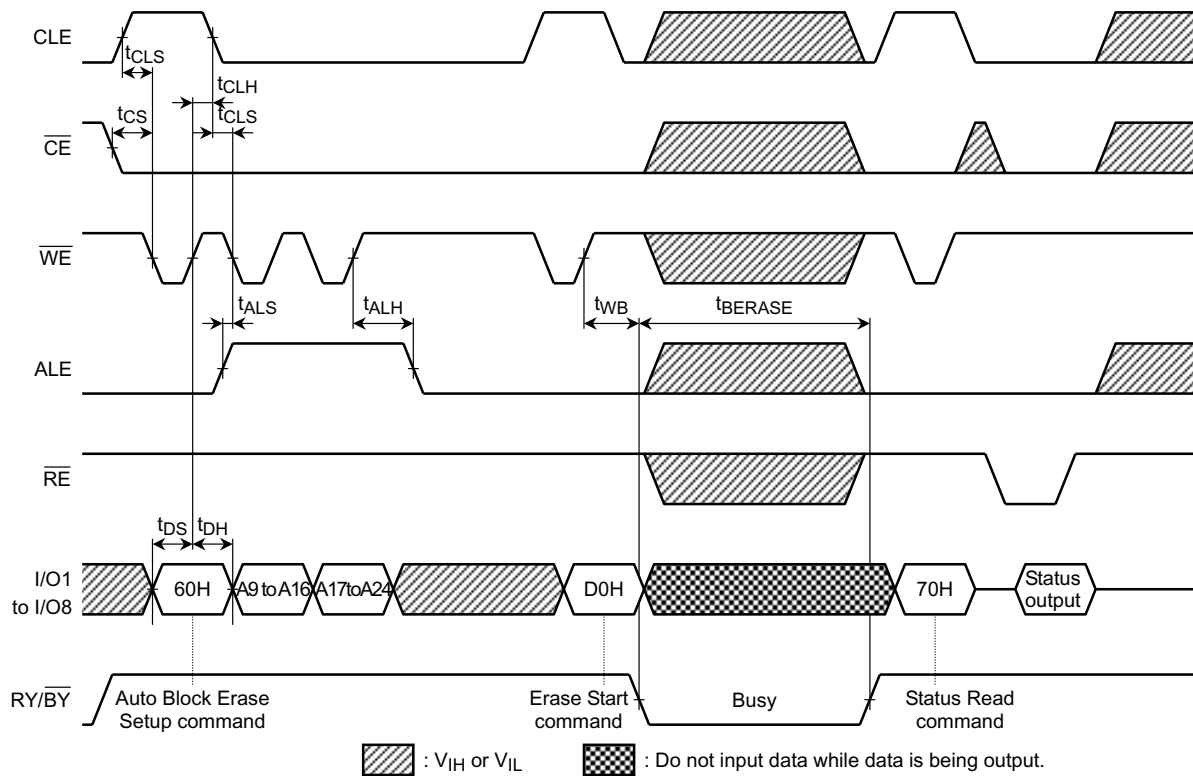 CLE
tCLS
tCLH
tCS
tCLS
CE
WE
tALS
tALH
tWB
tBERASE
ALE
RE
tDS
tDH
I/O1
to I/O8
60H
A9 to A16
A17 to A24
D0H
70H
Status
output
RY/BY
Auto Block Erase
Setup command
Erase Start
command
Busy
Status Read
command
: VIH or VIL
: Do not input data while data is being output.